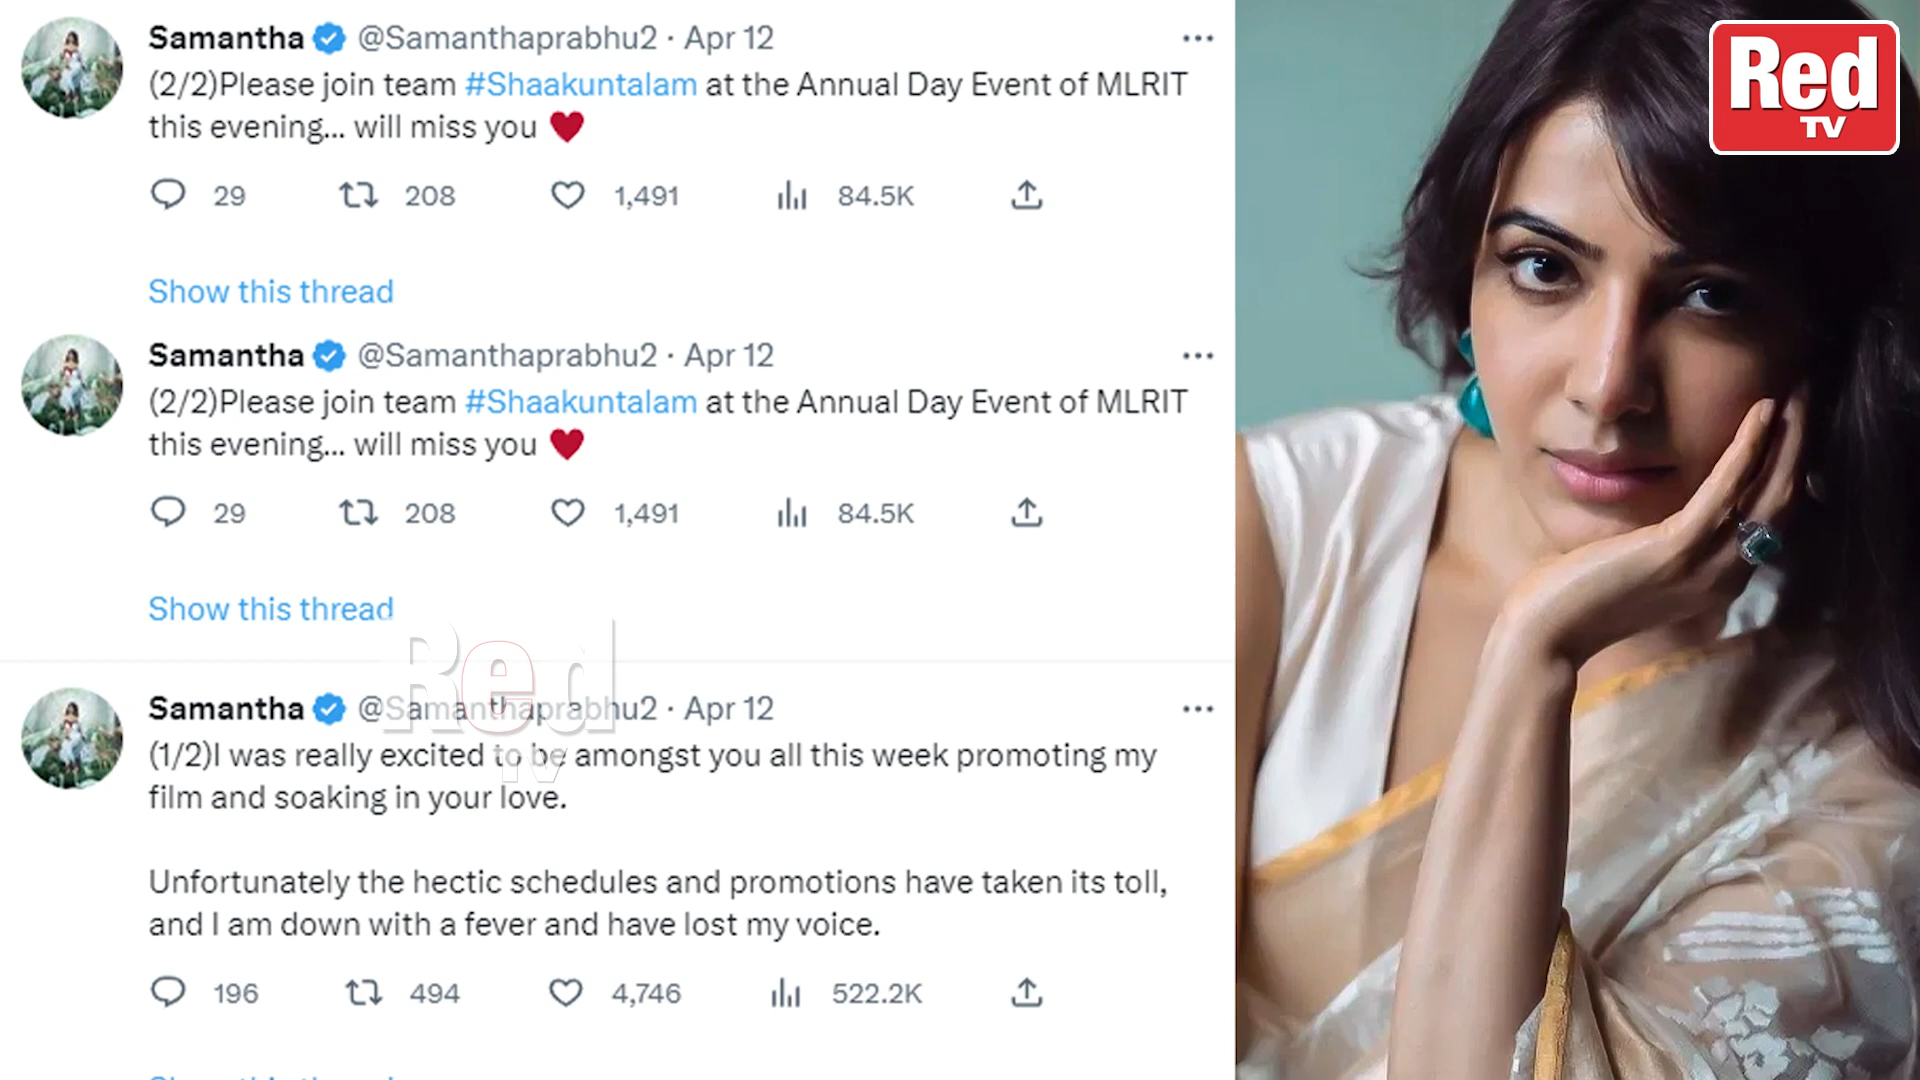 Samantha @Samanthaprabhu2 · Apr 12
(2/2)Please join team #Shaakuntalam at the Annual Day Event of MLRIT
this evening... will miss you ❤
29 208 1,491 84.5K
Show this thread
Samantha @Samanthaprabhu2 · Apr 12
(2/2)Please join team #Shaakuntalam at the Annual Day Event of MLRIT
this evening... will miss you ❤
29 208 1,491 84.5K
Show this thread
Samantha @Samanthaprabhu2 · Apr 12
(1/2)I was really excited to be amongst you all this week promoting my
film and soaking in your love.
Unfortunately the hectic schedules and promotions have taken its toll,
and I am down with a fever and have lost my voice.
196 494 4,746 522.2K
Red
TV
Red
TV